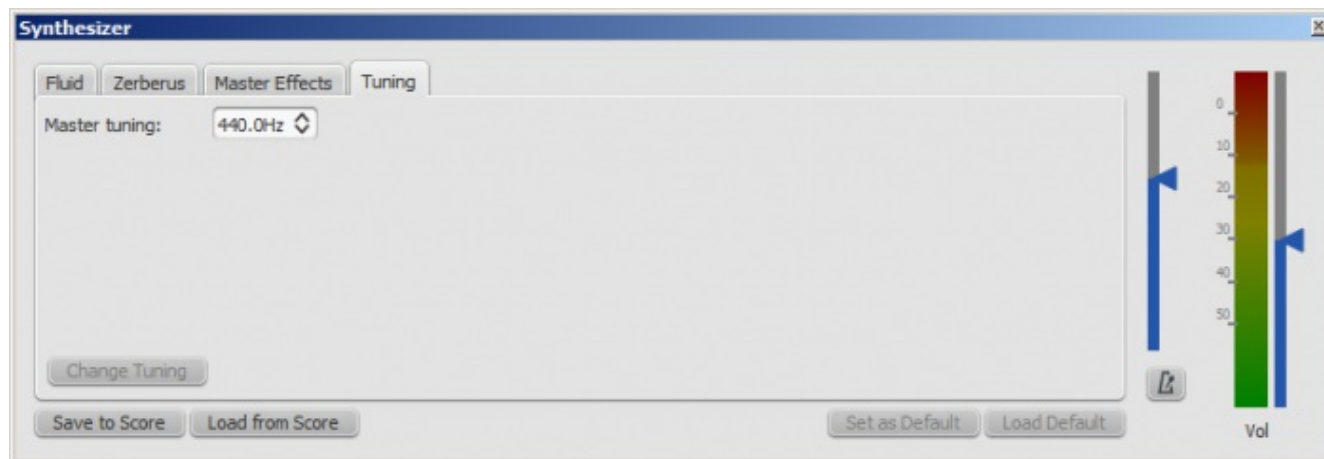 Synthesizer
Fluid Zerberus Master Effects Tuning
Master tuning: 440.0Hz
0
10
20
30
40
50
Change Tuning
Save to Score Load from Score Set as Default Load Default
Vol